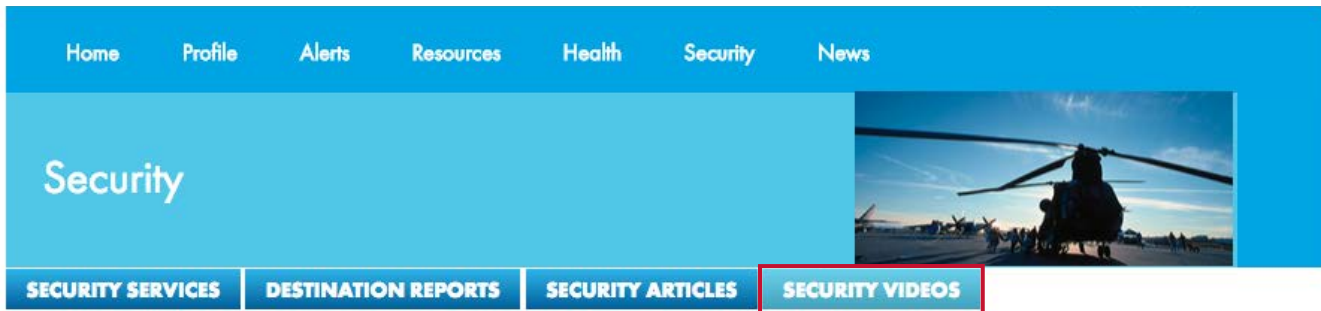 Home Profile Alerts Resources Health Security News
Security
SECURITY SERVICES DESTINATION REPORTS SECURITY ARTICLES SECURITY VIDEOS